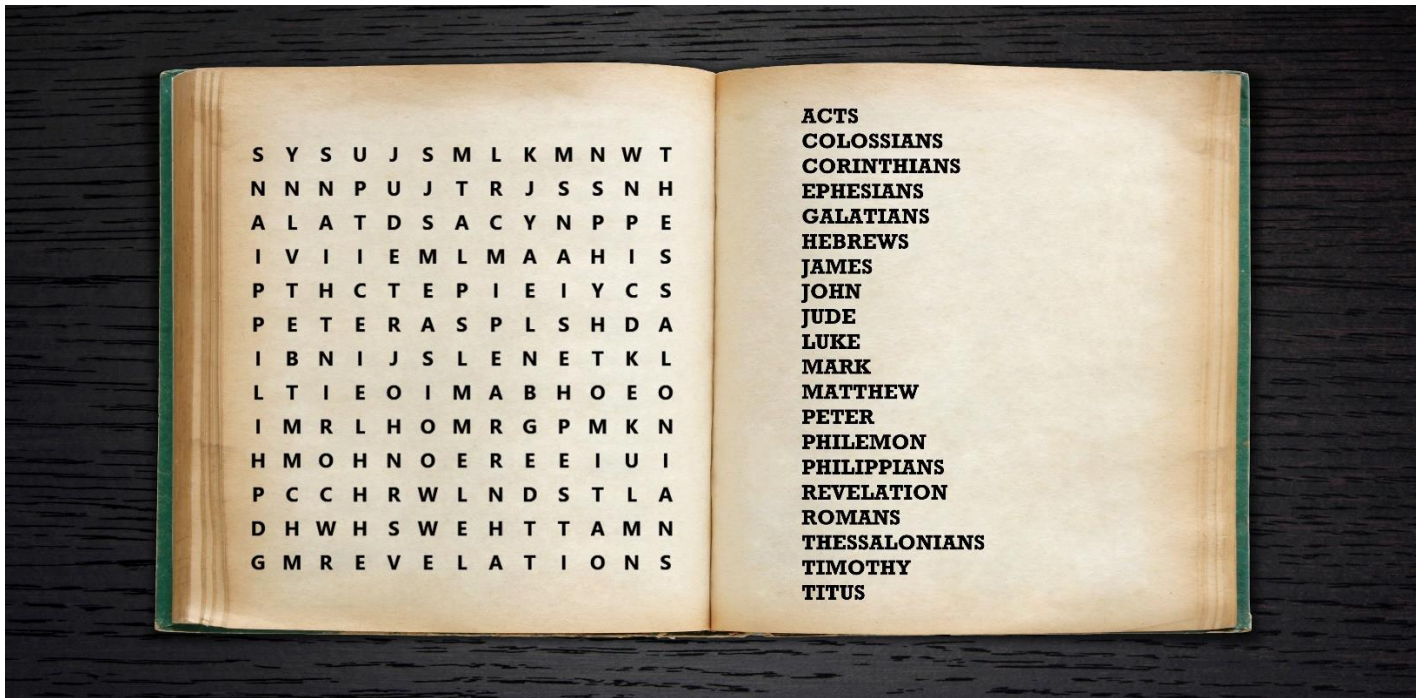 S Y S U J S M L K M N W T
N N N P U J T R J S S N H
A L A T D S A C Y N P P E
I V I I E M L M A A H I S
P T H C T E P I E I Y C S
P E T E R A S P L S H D A
I B N I J S L E N E T K L
L T I E O I M A B H O E O
I M R L H O M R G P M K N
H M O H N O E R E E I U I
P C C H R W L N D S T L A
D H W H S W E H T T A M N
G M R E V E L A T I O N S
ACTS
COLOSSIANS
CORINTHIANS
EPHESIANS
GALATIANS
HEBREWS
JAMES
JOHN
JUDE
LUKE
MARK
MATTHEW
PETER
PHILEMON
PHILIPPIANS
REVELATION
ROMANS
THESSALONIANS
TIMOTHY
TITUS